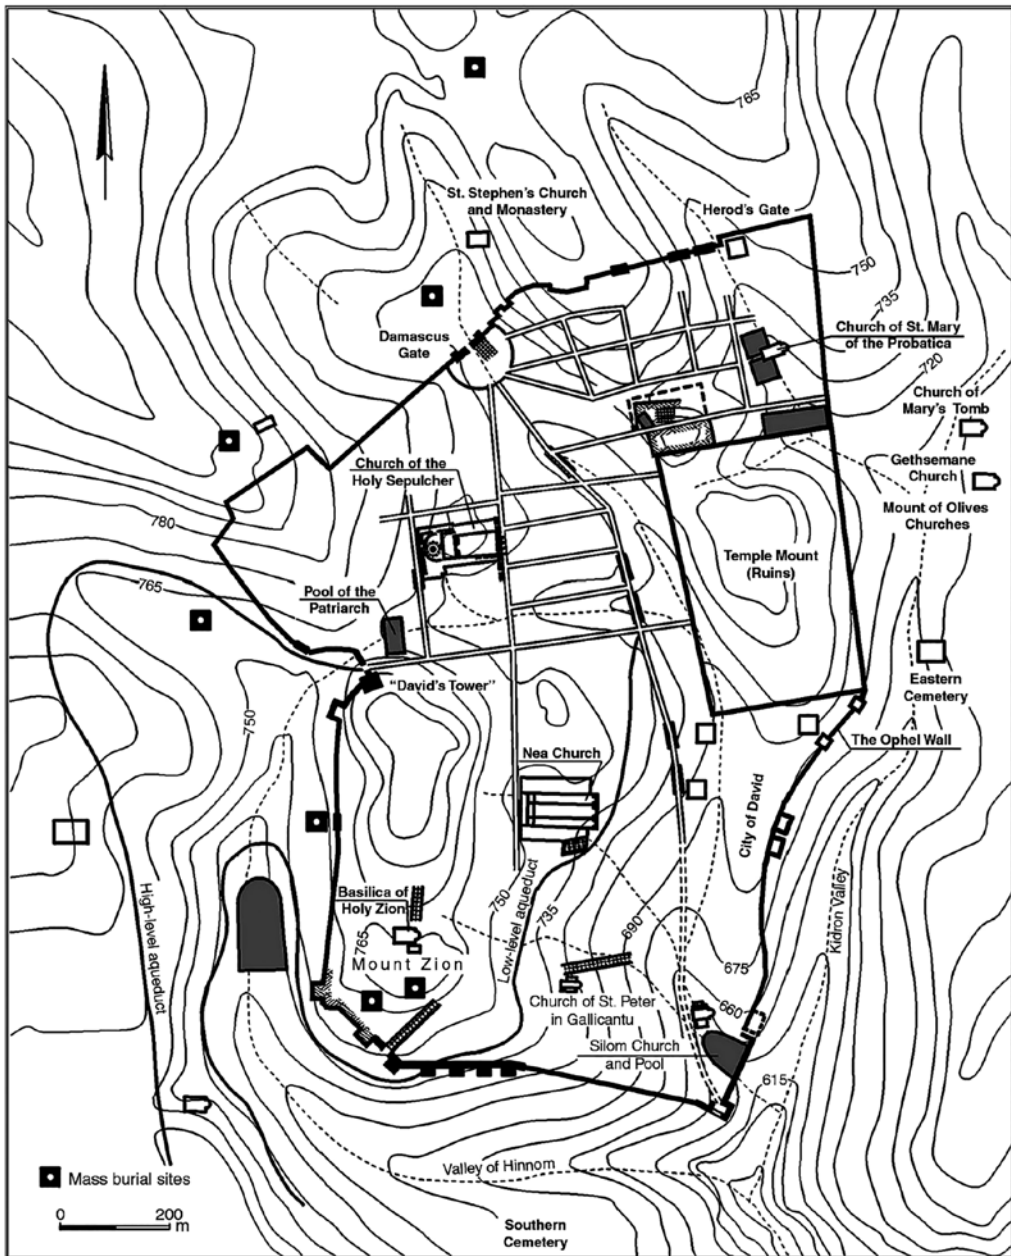 765
St. Stephen's Church
and Monastery
Herod's Gate
750
735
Damascus
Gate
Church of St. Mary
of the Probatica
720
Church of
Mary's Tomb
Church of the
Holy Sepulcher
Gethsemane
Church
Mount of Olives
Churches
780
Temple Mount
(Ruins)
765
Pool of the
Patriarch
"David's Tower"
Eastern
Cemetery
750
The Ophel Wall
Nea Church
City of David
High-level aqueduct
Basilica of
Holy Zion
750
Low-level aqueduct
735
690
Kidron Valley
765
Mount Zion
675
Church of St. Peter
in Gallicantu
660
Silom Church
and Pool
615
Valley of Hinnom
Mass burial sites
0 200
m
Southern
Cemetery